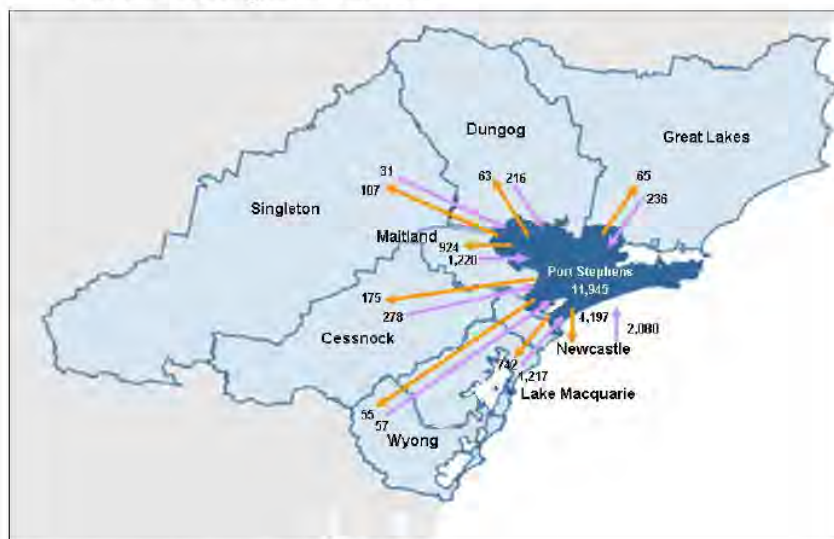 Dungog
Great Lakes
31
107
63
216
65
236
Singleton
Maitland
924
1,220
Port Stephens
11,945
175
278
Cessnock
4,197
2,080
Newcastle
742
1,217
Lake Macquarie
55
57
Wyong